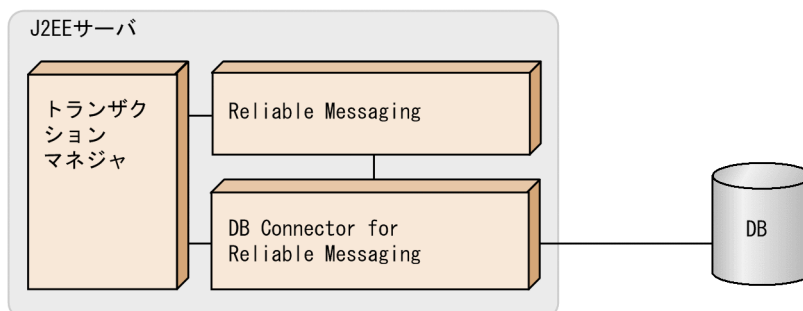 J2EEサーバ
トランザク
ション
マネジャ
Reliable Messaging
DB Connector for
Reliable Messaging
DB